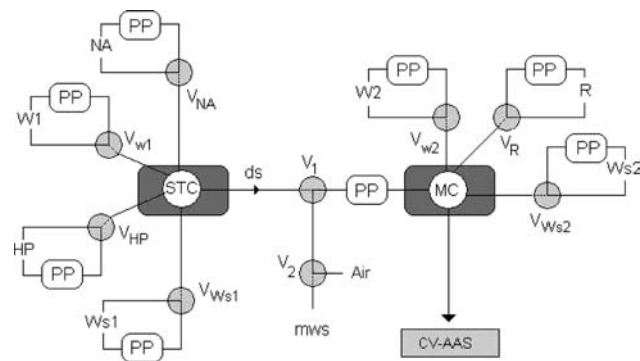 NA
PP
V_NA
W1
PP
V_w1
STC
HP
PP
V_HP
Ws1
PP
V_Ws1
ds
V_1
PP
V_2
Air
mws
W2
PP
V_w2
PP
R
V_R
PP
Ws2
V_Ws2
MC
CV-AAS